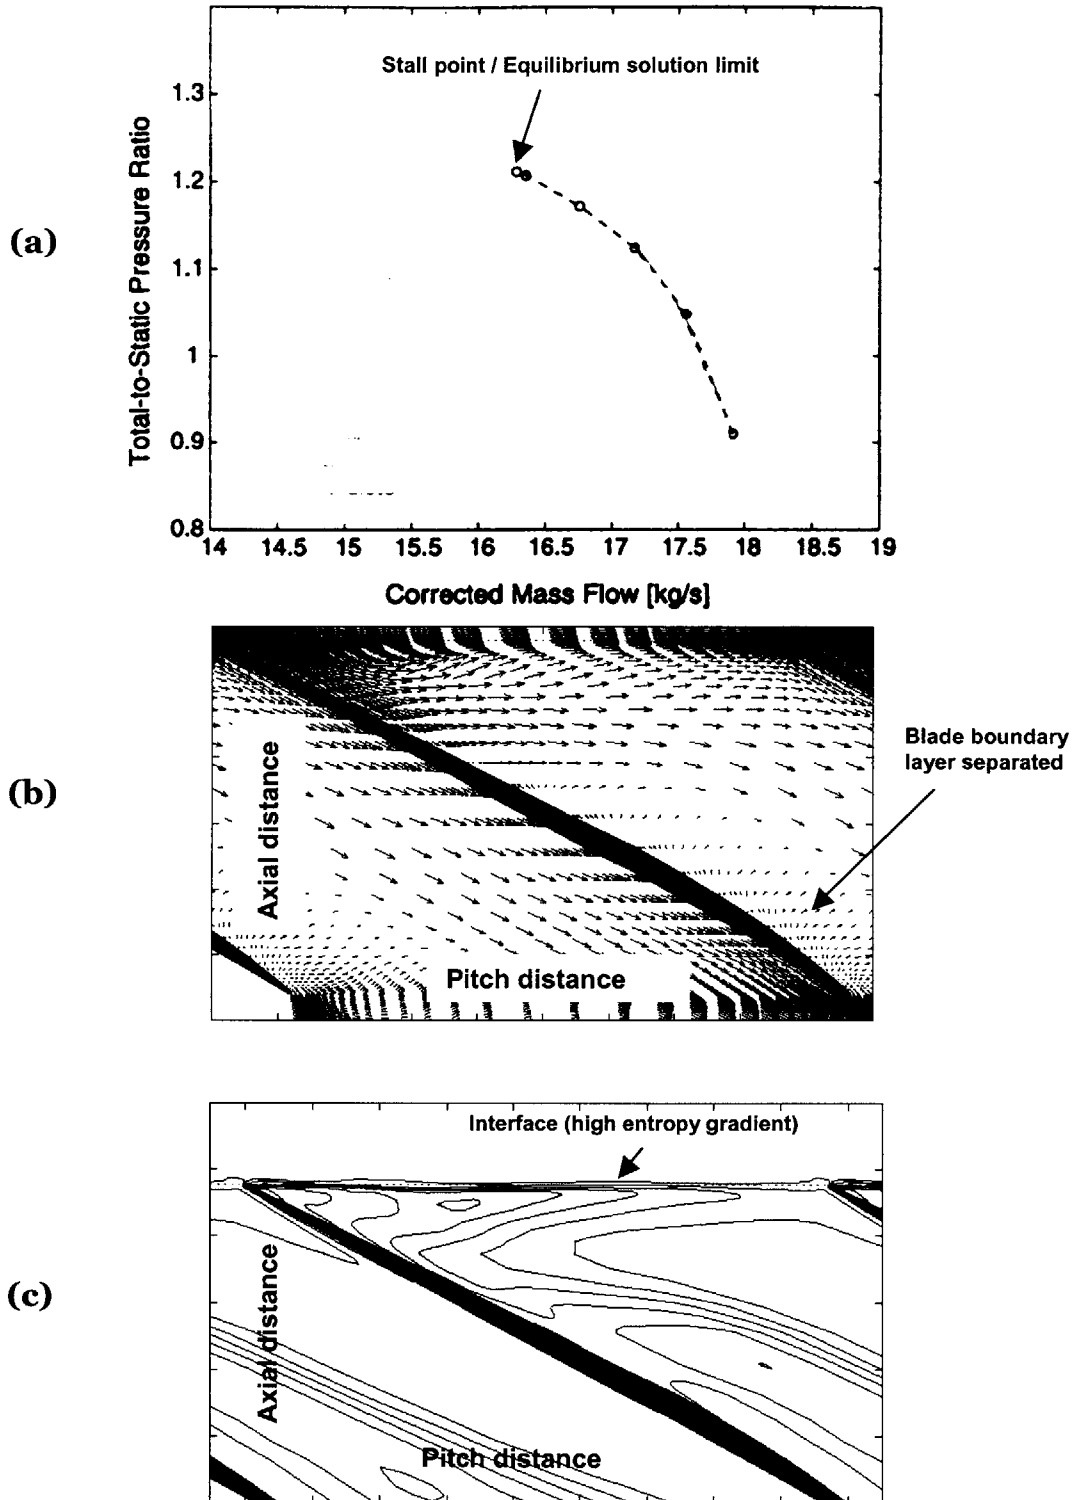 Stall point / Equilibrium solution limit
1.3
1.2
1.1
1
0.9
0.8
Total-to-Static Pressure Ratio
(a)
14 14.5 15 15.5 16 16.5 17 17.5 18 18.5 19
Corrected Mass Flow [kg/s]
Blade boundary
layer separated
(b)
Axial distance
Pitch distance
Interface (high entropy gradient)
(c)
Axial distance
Pitch distance